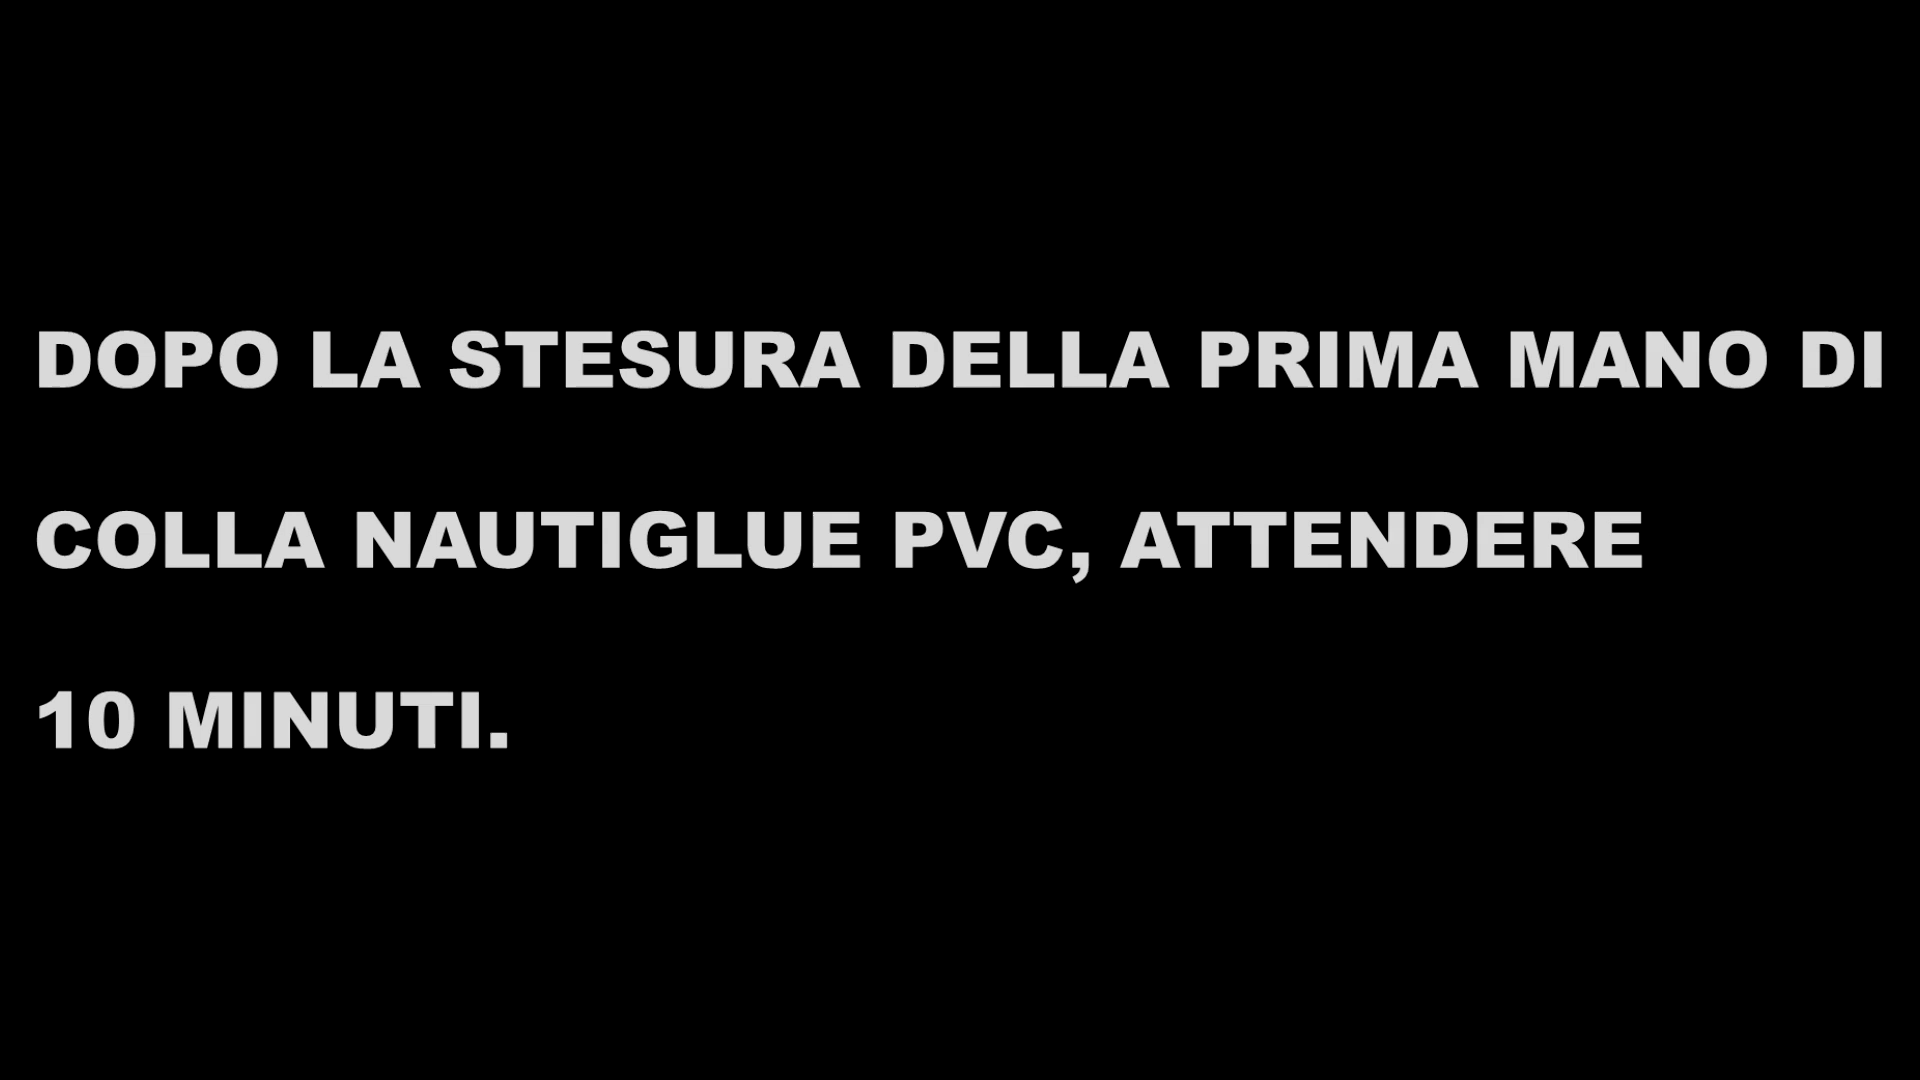 DOPO LA STESURA DELLA PRIMA MANO DI
COLLA NAUTIGLUE PVC, ATTENDERE
10 MINUTI.